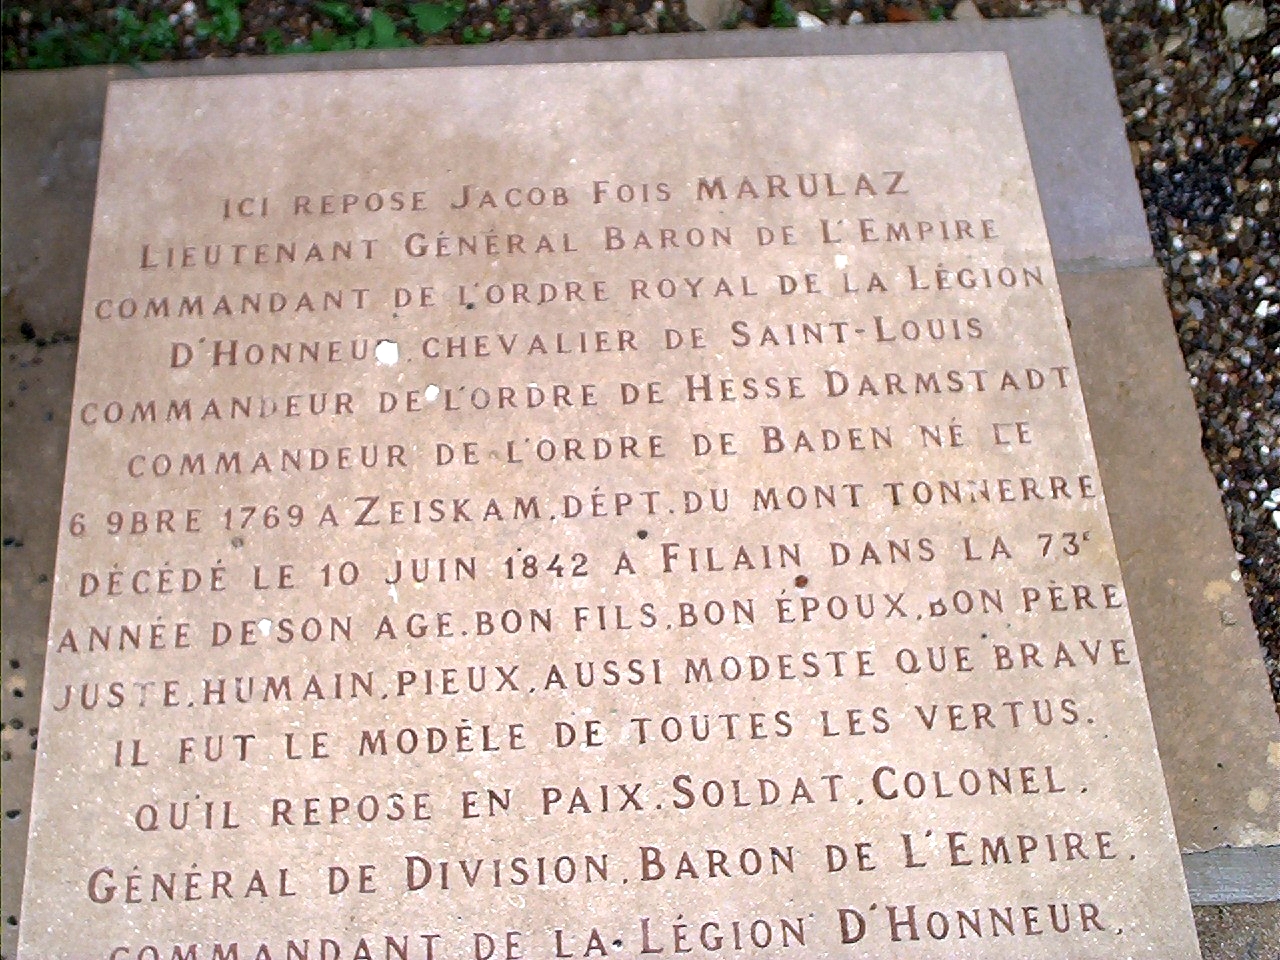 ICI REPOSE JACOB FOIS MARULAZ
LIEUTENANT GÉNÉRAL BARON DE L'EMPIRE
COMMANDANT DE L'ORDRE ROYAL DE LA LÉGION
D'HONNEUR, CHEVALIER DE SAINT-LOUIS
COMMANDEUR DE L'ORDRE DE HESSE DARMSTADT
COMMANDEUR DE L'ORDRE DE BADEN NÉ LE
6 9BRE 1769 A ZEISKAM, DÉPT. DU MONT TONNERRE
DÉCÉDÉ LE 10 JUIN 1842 A FILAIN DANS LA 73e
ANNÉE DE SON AGE. BON FILS, BON ÉPOUX, BON PÈRE
JUSTE, HUMAIN, PIEUX, AUSSI MODESTE QUE BRAVE
IL FUT LE MODÈLE DE TOUTES LES VERTUS.
QU'IL REPOSE EN PAIX. SOLDAT, COLONEL,
GÉNÉRAL DE DIVISION, BARON DE L'EMPIRE,
COMMANDANT DE LA LÉGION D'HONNEUR,